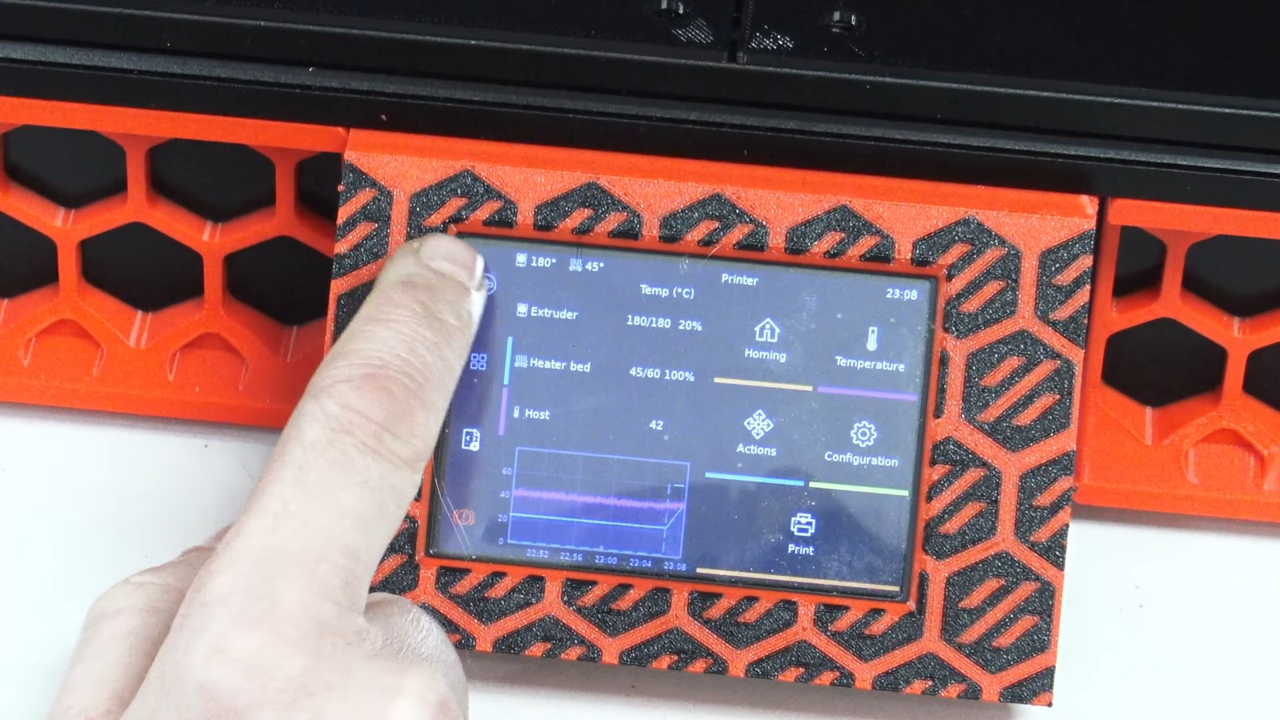 180° 45°
Printer
23:08
Temp (°C)
Extruder 180/180 20%
Heater bed 45/60 100%
Host 42
Homing
Temperature
Actions
Configuration
Print
60
40
20
0
22:52 22:56 23:00 23:04 23:08